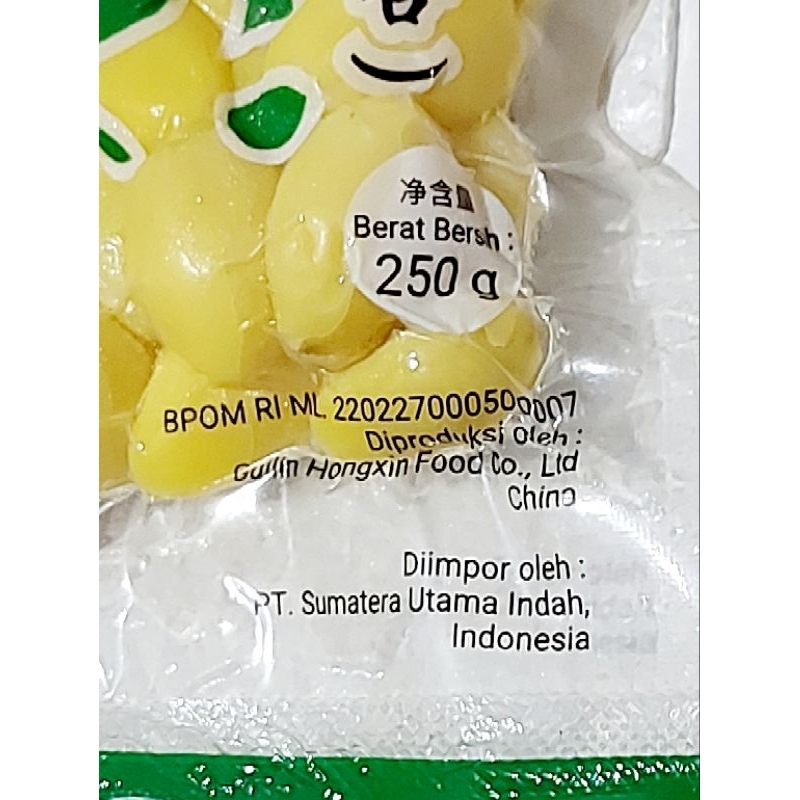 净含量
Berat Bersih :
250 g
BPOM RI ML 220227000500007
Diproduksi oleh :
Guilin Hongxin Food Co., Ltd
China
Diimpor oleh :
PT. Sumatera Utama Indah,
Indonesia